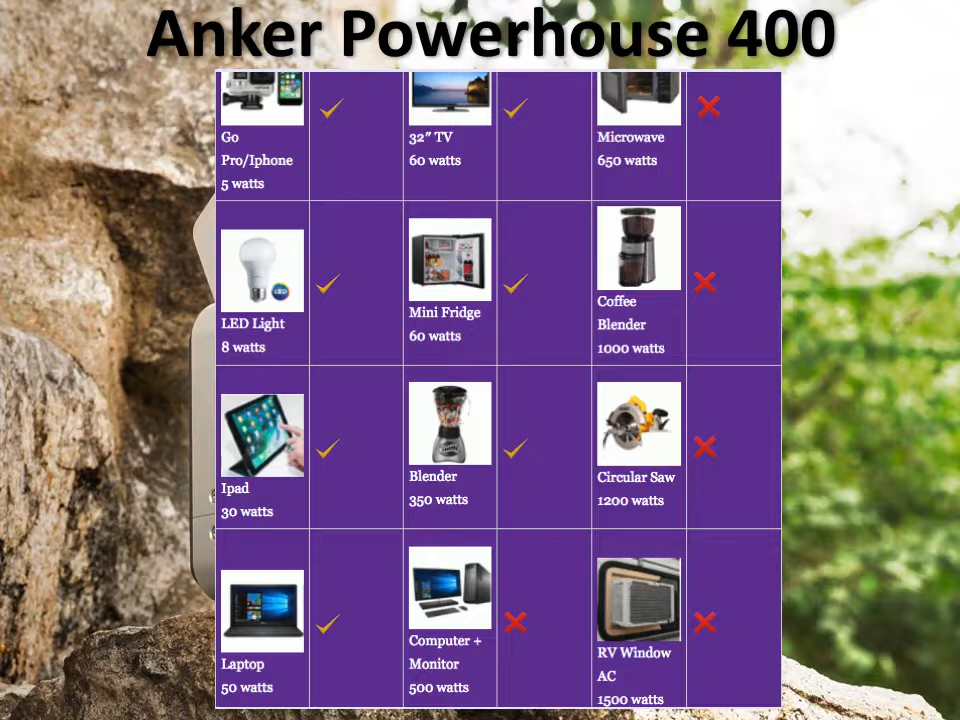 Anker Powerhouse 400
Go
Pro/Iphone
5 watts
32″ TV
60 watts
Microwave
650 watts
LED Light
8 watts
Mini Fridge
60 watts
Coffee
Blender
1000 watts
Ipad
30 watts
Blender
350 watts
Circular Saw
1200 watts
Laptop
50 watts
Computer +
Monitor
500 watts
RV Window
AC
1500 watts